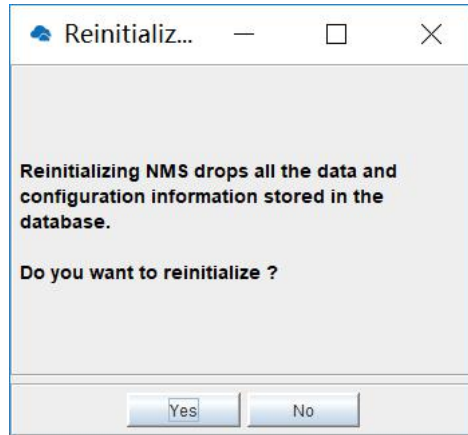 Reinitializ...
Reinitializing NMS drops all the data and
configuration information stored in the
database.
Do you want to reinitialize ?
Yes
No